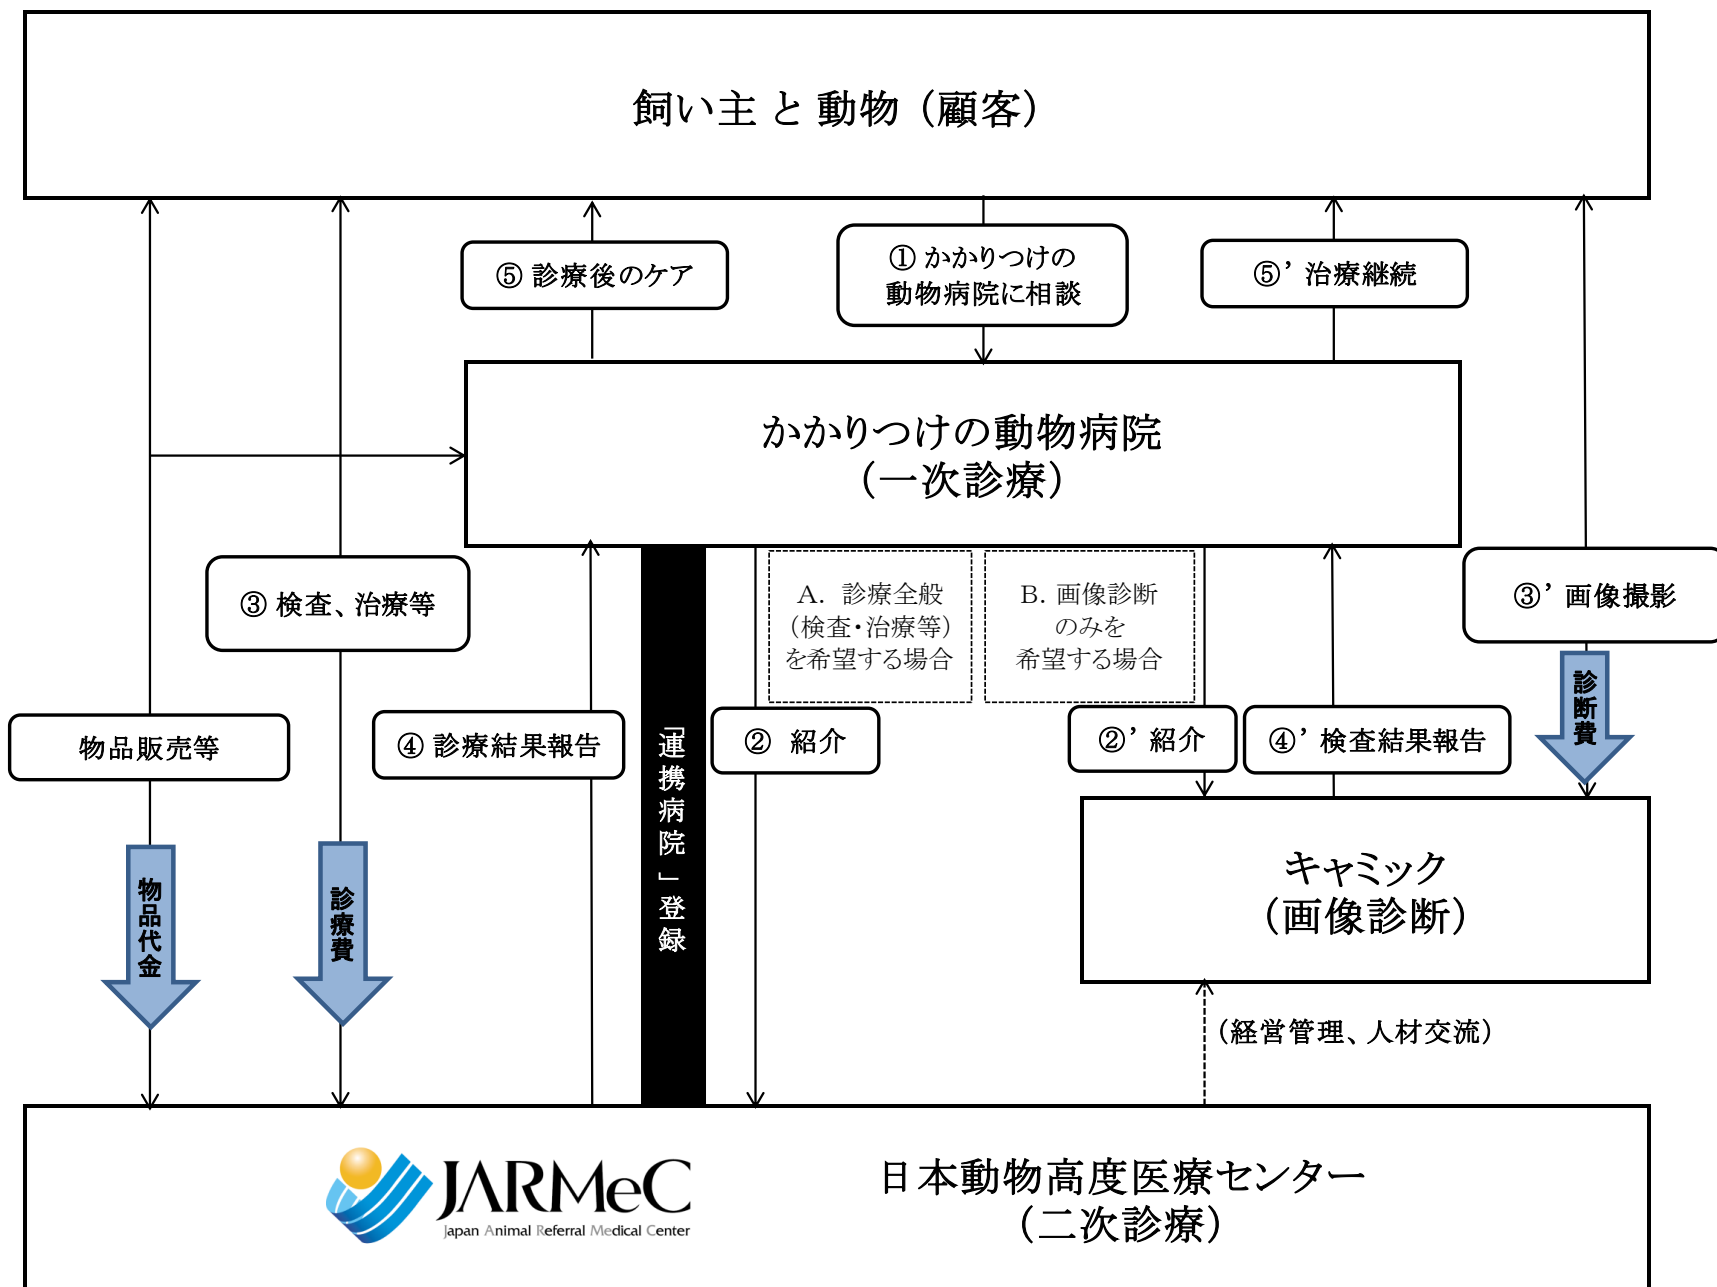 飼い主 と 動物 （顧客）
⑤ 診療後のケア
① かかりつけの
動物病院に相談
⑤’ 治療継続
かかりつけの動物病院
（一次診療）
③ 検査、治療等
A. 診療全般
（検査・治療等）
を希望する場合
B. 画像診断
のみを
希望する場合
③’ 画像撮影
診断費
物品販売等
④ 診療結果報告
「連携病院」登録
② 紹介
②’ 紹介
④’ 検査結果報告
物品代金
診療費
キャミック
（画像診断）
（経営管理、人材交流）
JARMeC
Japan Animal Referral Medical Center
日本動物高度医療センター
（二次診療）